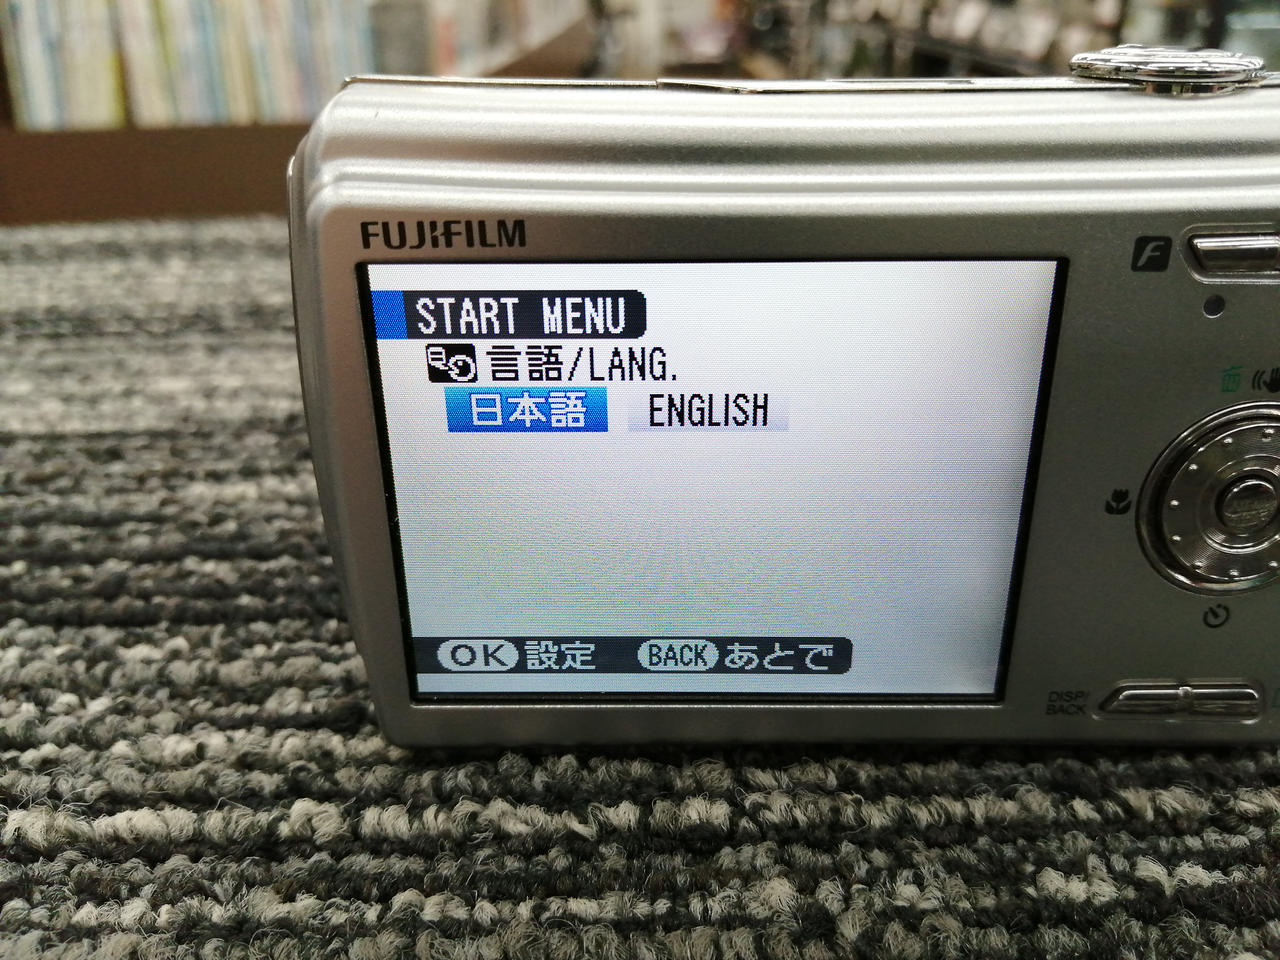 FUJIFILM
START MENU
言語/LANG.
日本語 ENGLISH
OK 設定 BACK あとで
F
DISP/
BACK